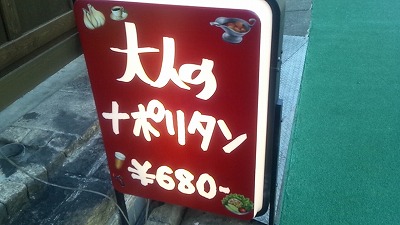 大人の
ナポリタン
¥680-